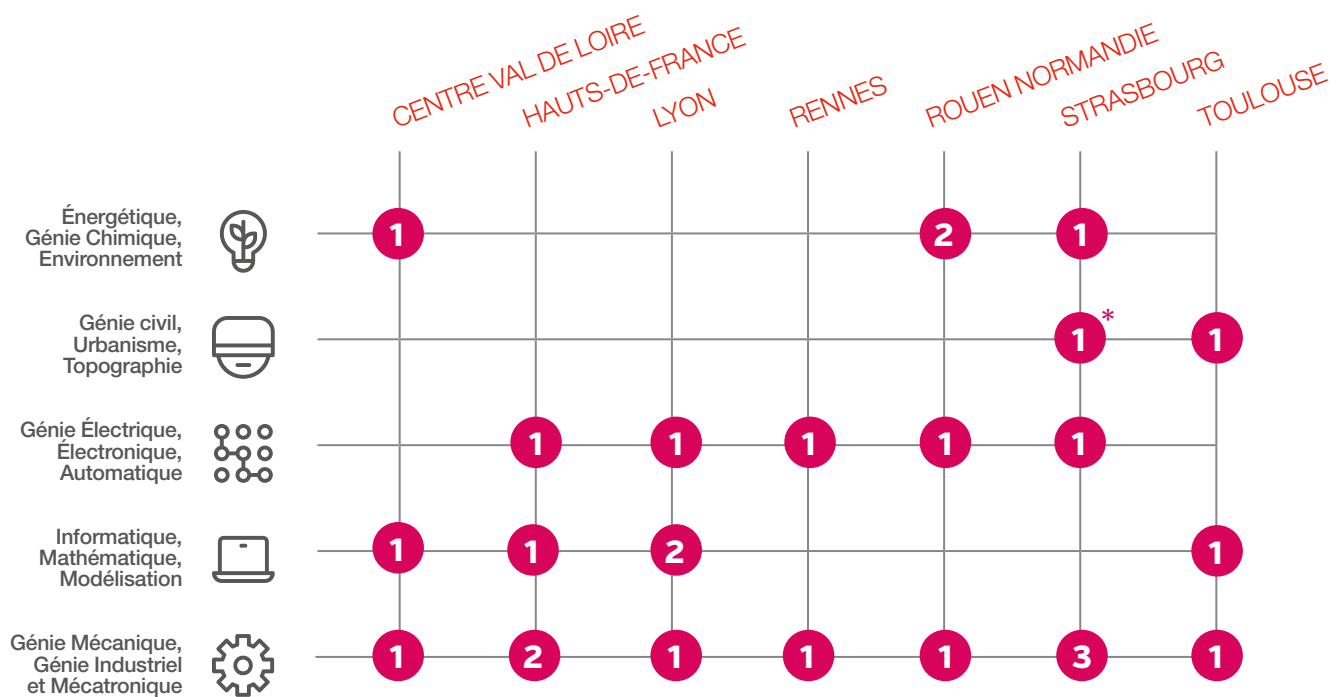 CENTRE VAL DE LOIRE
HAUTS-DE-FRANCE
LYON
RENNES
ROUEN NORMANDIE
STRASBOURG
TOULOUSE
Énergétique,
Génie Chimique,
Environnement
1
2
1
Génie civil,
Urbanisme,
Topographie
1*
1
Génie Électrique,
Électronique,
Automatique
1
1
1
1
1
Informatique,
Mathématique,
Modélisation
1
1
2
1
Génie Mécanique,
Génie Industriel
et Mécatronique
1
2
1
1
1
3
1